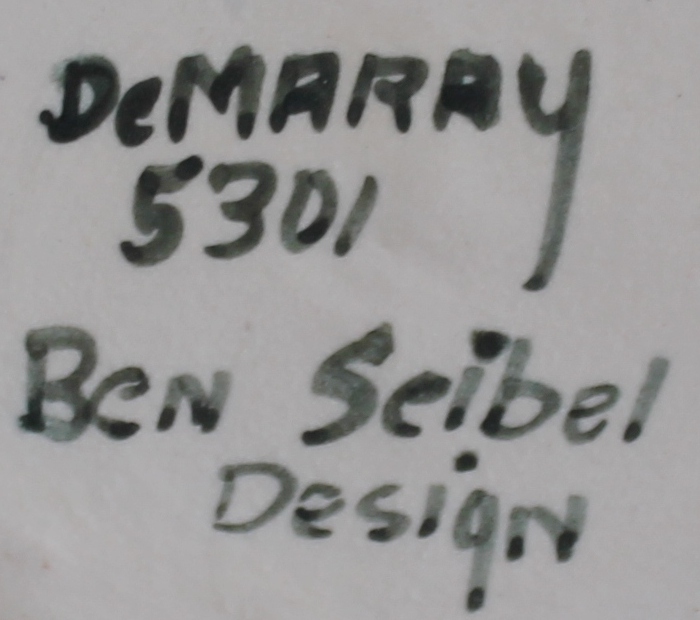 DeMARAY
5301
Ben Seibel
Design